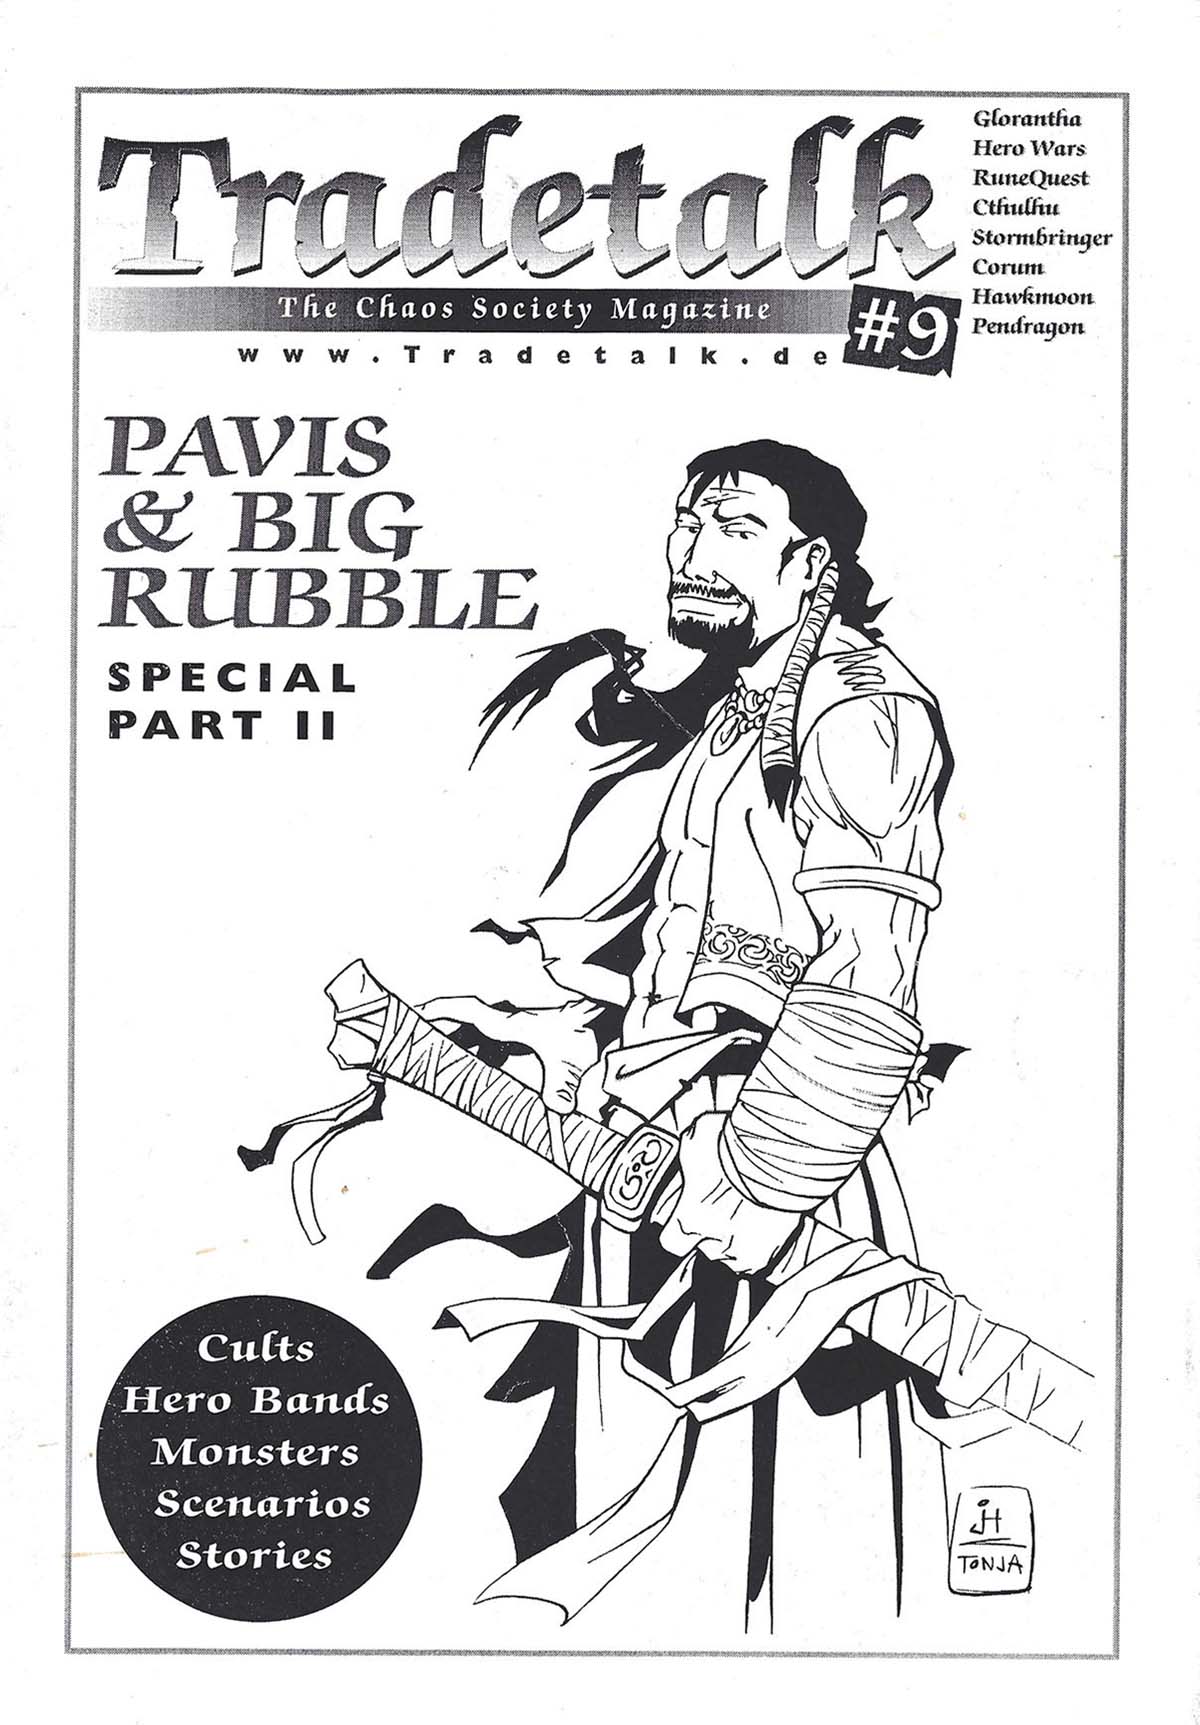 Tradetalk
The Chaos Society Magazine
#9
www.Tradetalk.de
Glorantha
Hero Wars
RuneQuest
Cthulhu
Stormbringer
Corum
Hawkmoon
Pendragon
PAVIS
& BIG
RUBBLE
SPECIAL
PART II
Cults
Hero Bands
Monsters
Scenarios
Stories
JH
TONJA